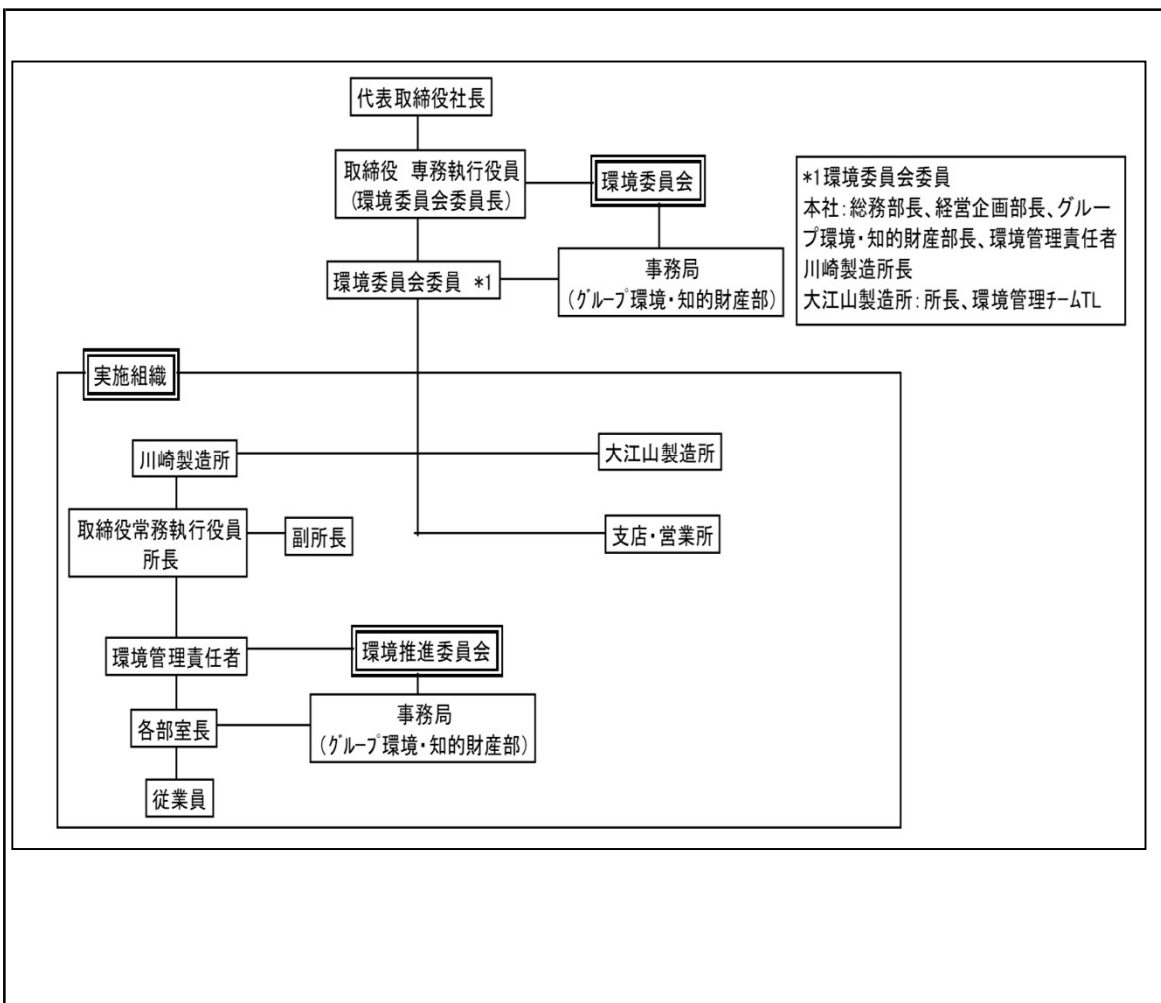 代表取締役社長
取締役 専務執行役員
(環境委員会委員長)
環境委員会
*1環境委員会委員
本社:総務部長、経営企画部長、グルー
プ環境・知的財産部長、環境管理責任者
川崎製造所長
大江山製造所:所長、環境管理ﾁｰﾑTL
環境委員会委員 *1
事務局
(ｸﾞﾙｰﾌﾟ環境・知的財産部)
実施組織
川崎製造所
大江山製造所
取締役常務執行役員
所長
副所長
支店・営業所
環境管理責任者
環境推進委員会
各部室長
事務局
(ｸﾞﾙｰﾌﾟ環境・知的財産部)
従業員